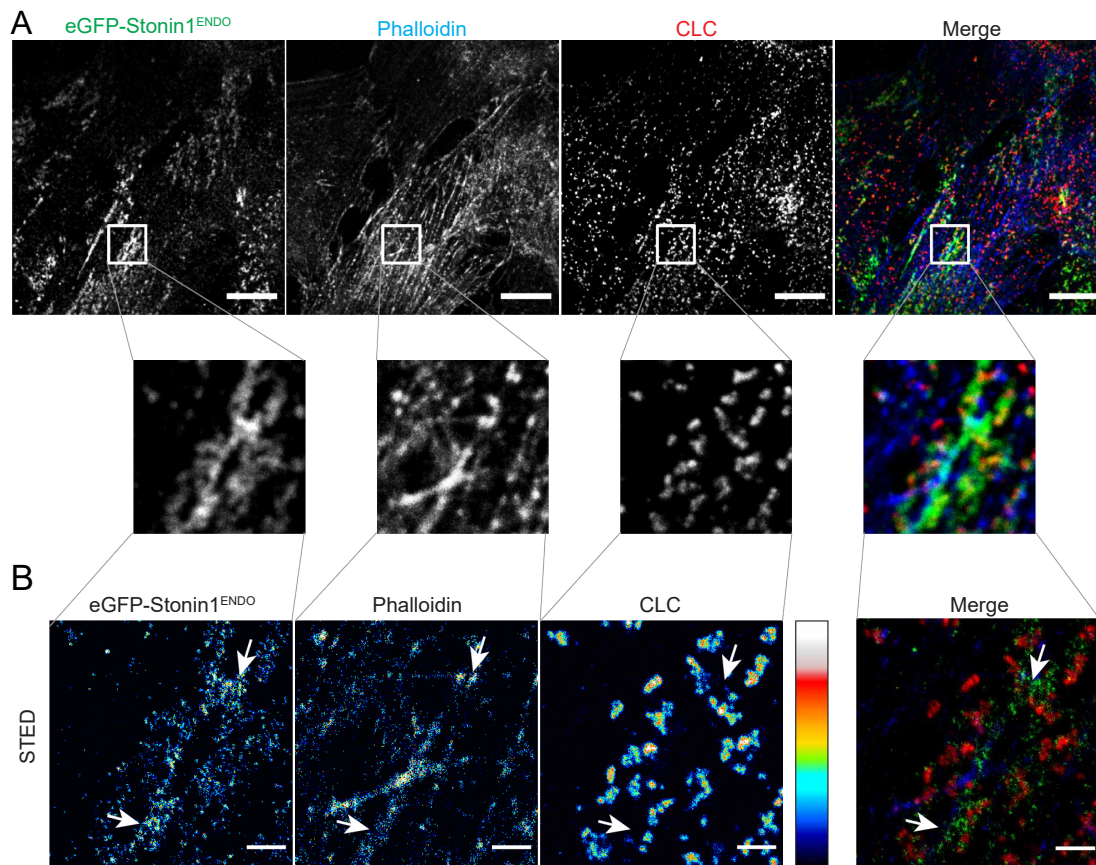 A
eGFP-Stonin1ENDO Phalloidin CLC Merge
B
eGFP-Stonin1ENDO Phalloidin CLC Merge
STED